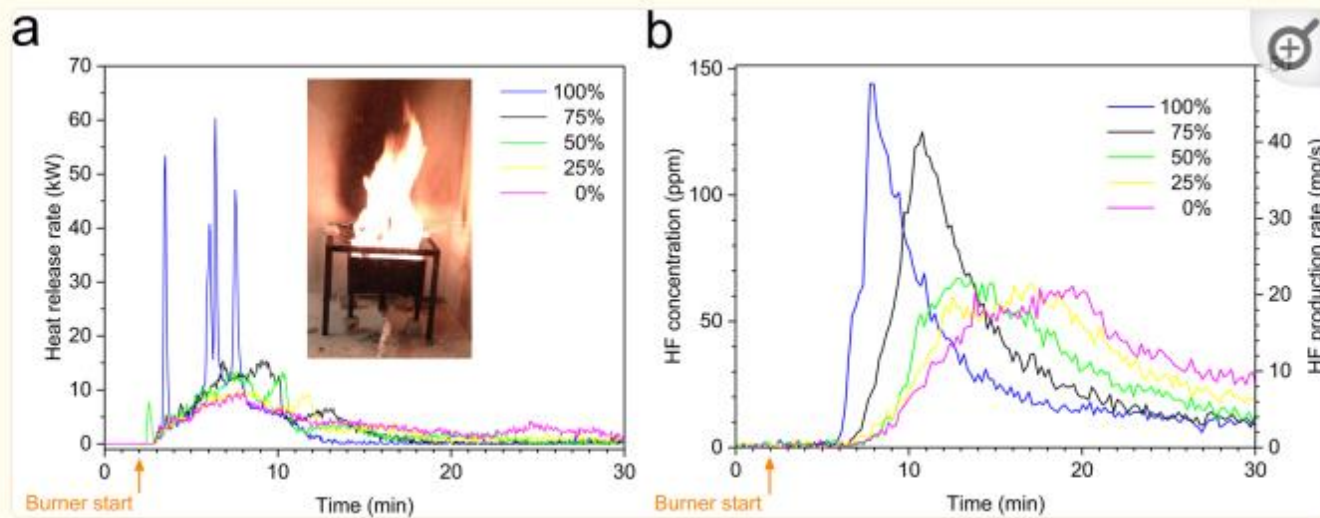 a
70
60
50
40
30
20
10
0
Heat release rate (kW)
100%
75%
50%
25%
0%
0 10 20 30
Burner start
Time (min)
b
150
100
50
0
HF concentration (ppm)
100%
75%
50%
25%
0%
40
30
20
10
0
HF production rate (mg/s)
0 10 20 30
Burner start
Time (min)